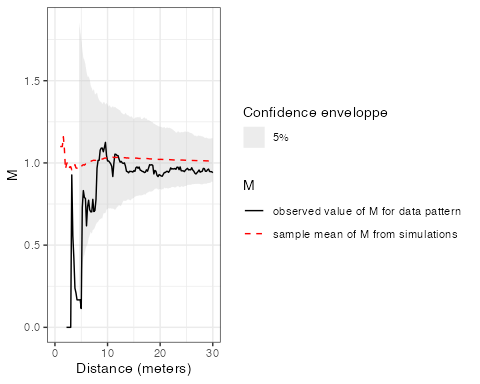 1.5
1.0
0.5
0.0
M
0
10
20
30
Distance (meters)
Confidence enveloppe
5%
M
observed value of M for data pattern
sample mean of M from simulations